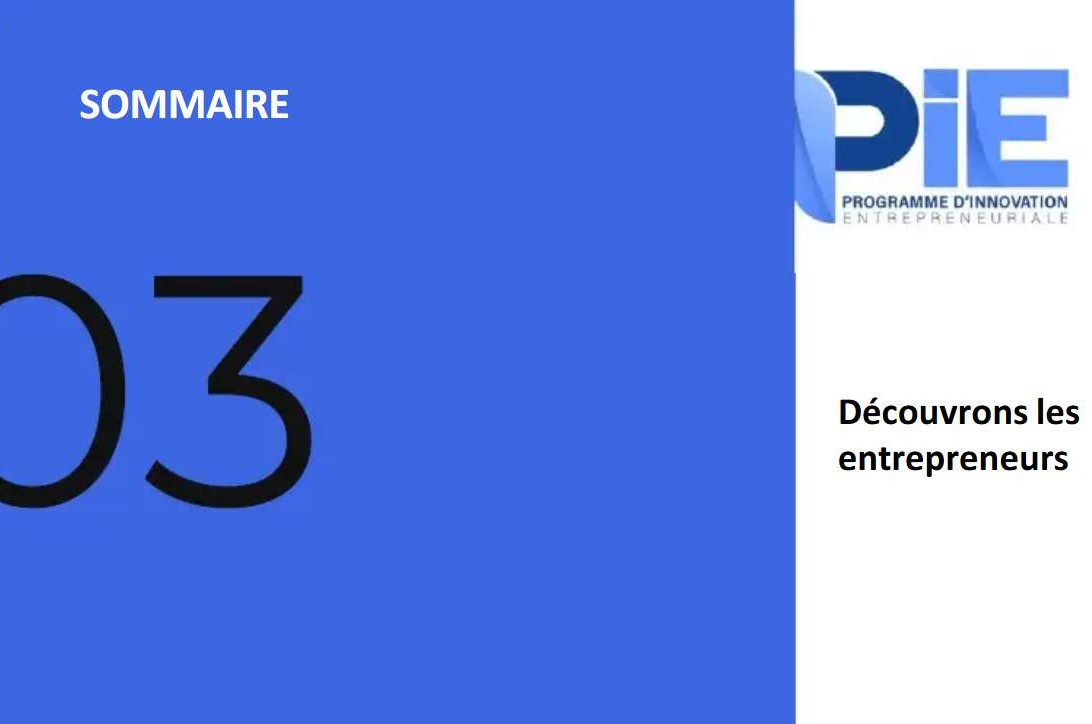 SOMMAIRE
PiE
PROGRAMME D'INNOVATION
ENTREPRENEURIALE
03
Découvrons les
entrepreneurs